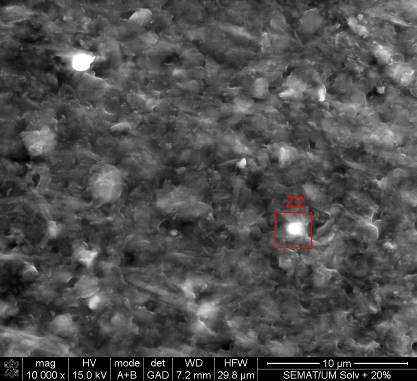 Z2
mag HV mode det WD HFW 10 µm
10 000 x 15.0 kV A+B GAD 7.2 mm 29.8 µm SEMAT/UM Solv + 20%